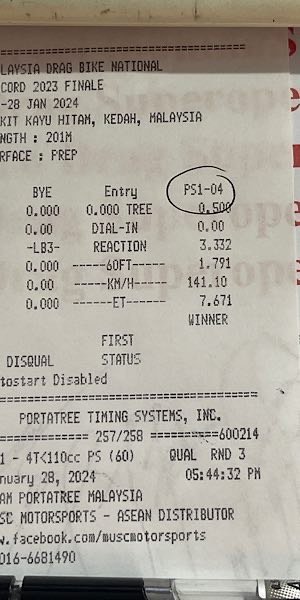 LAYSIA DRAG BIKE NATIONAL
CORD 2023 FINALE
-28 JAN 2024
KIT KAYU HITAM, KEDAH, MALAYSIA
NGTH : 201M
RFACE : PREP
BYE Entry PS1-04
0.000 0.000 TREE 0.500
0.00 DIAL-IN 0.00
-LB3- REACTION 3.332
0.000 ------60FT------ 1.791
0.00 ------KM/H----- 141.10
0.000 -------ET------- 7.671
WINNER
FIRST
DISQUAL STATUS
tostart Disabled
PORTATREE TIMING SYSTEMS, INC.
============ 257/258 =========600214
1 - 4T<110cc PS (60) QUAL RND 3
nuary 28, 2024 05:44:32 PM
AM PORTATREE MALAYSIA
SC MOTORSPORTS - ASEAN DISTRIBUTOR
w.facebook.com/muscmotorsports
016-6681490